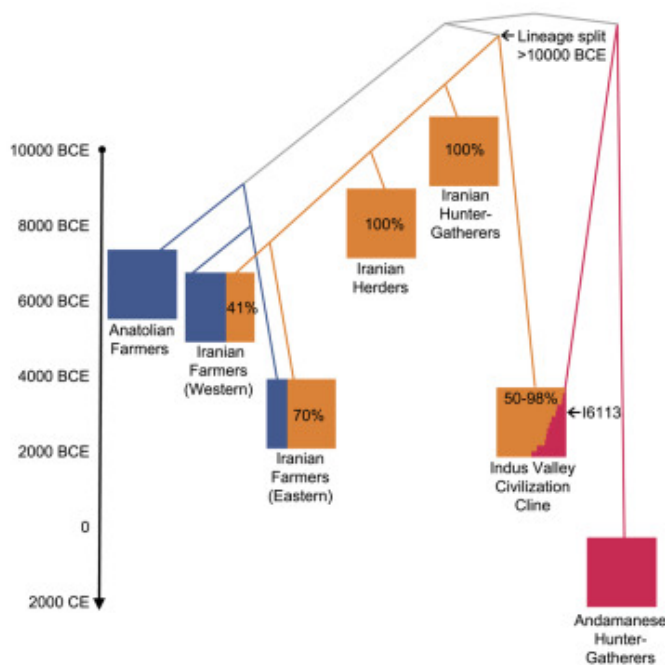 ←Lineage split
>10000 BCE
10000 BCE
100%
Iranian
Hunter-
Gatherers
8000 BCE
100%
Iranian
Herders
6000 BCE
Anatolian
Farmers
41%
Iranian
Farmers
(Western)
4000 BCE
70%
Iranian
Farmers
(Eastern)
50-98%
←I6113
Indus Valley
Civilization
Cline
2000 BCE
0
2000 CE
Andamanese
Hunter-
Gatherers